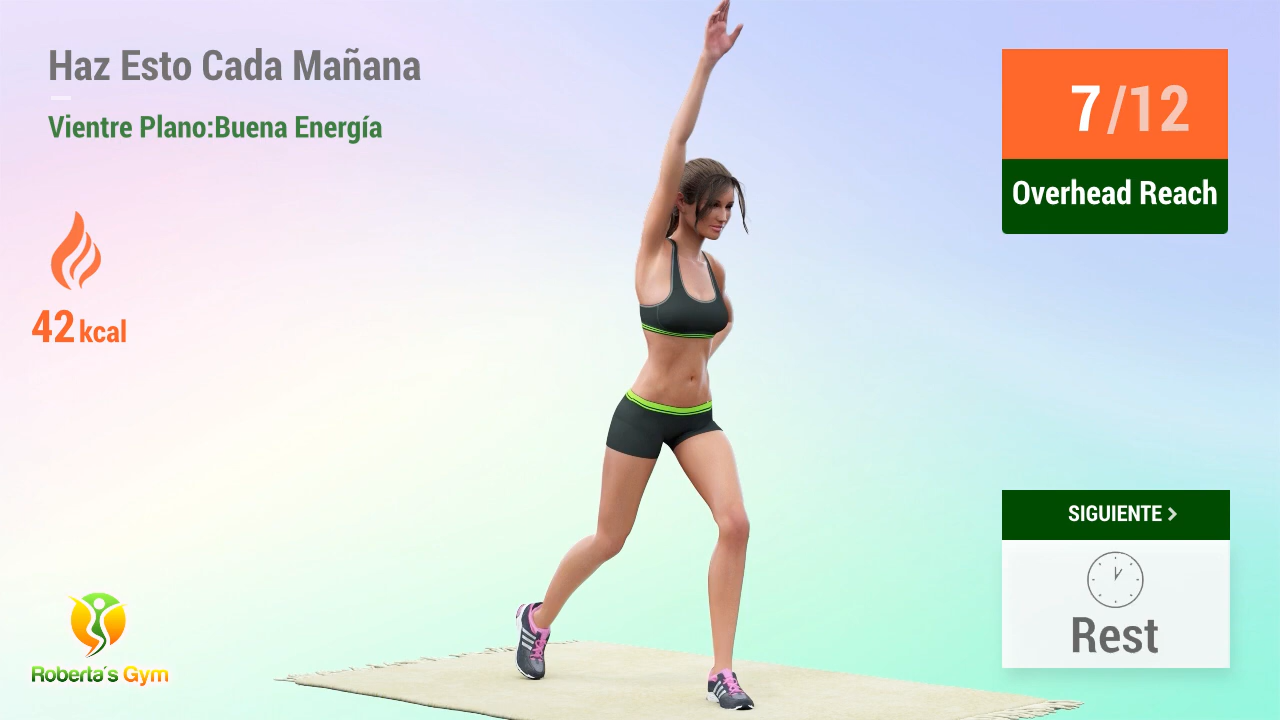 Haz Esto Cada Mañana
Vientre Plano:Buena Energía
7/12
Overhead Reach
42 kcal
SIGUIENTE >
Rest
Roberta´s Gym